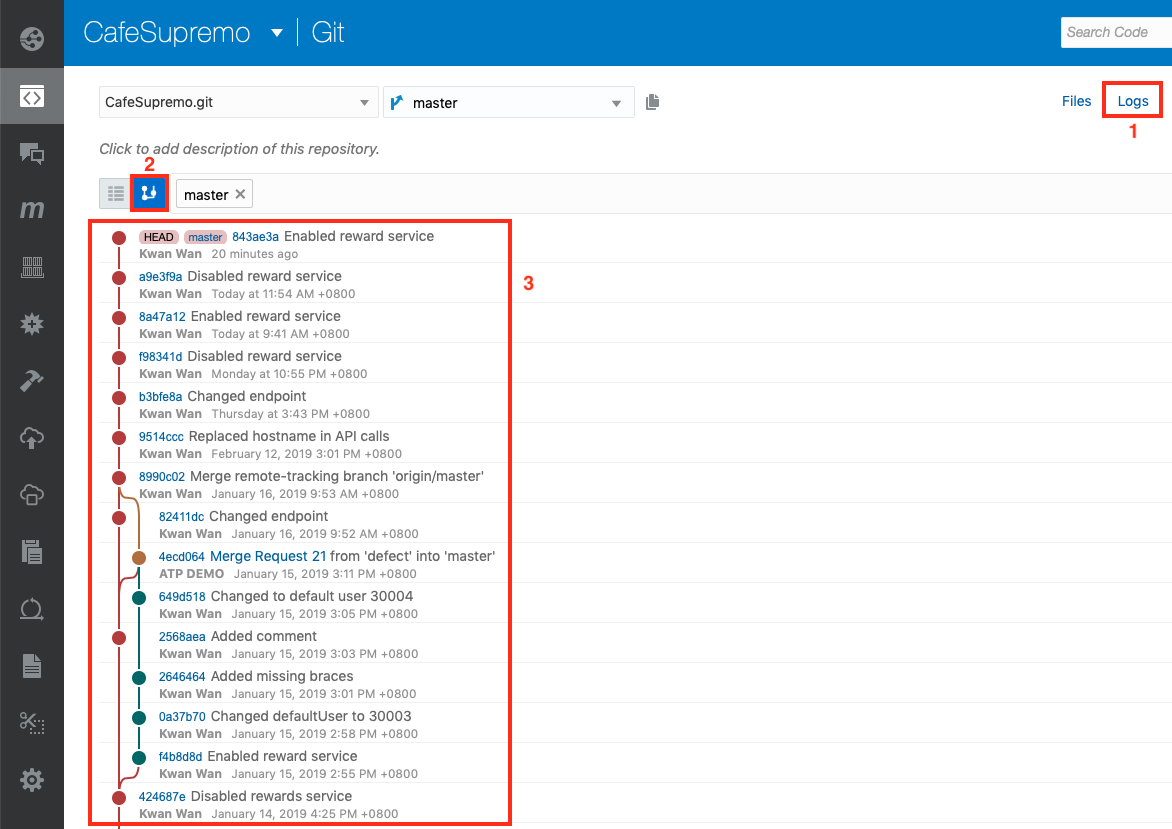 CafeSupremo Git
Search Code
CafeSupremo.git master Files Logs
1
Click to add description of this repository.
2
master
HEAD master 843ae3a Enabled reward service
Kwan Wan 20 minutes ago
3
a9e3f9a Disabled reward service
Kwan Wan Today at 11:54 AM +0800
8a47a12 Enabled reward service
Kwan Wan Today at 9:41 AM +0800
f98341d Disabled reward service
Kwan Wan Monday at 10:55 PM +0800
b3bfe8a Changed endpoint
Kwan Wan Thursday at 3:43 PM +0800
9514ccc Replaced hostname in API calls
Kwan Wan February 12, 2019 3:01 PM +0800
8990c02 Merge remote-tracking branch 'origin/master'
Kwan Wan January 16, 2019 9:53 AM +0800
82411dc Changed endpoint
Kwan Wan January 16, 2019 9:52 AM +0800
4ecd064 Merge Request 21 from 'defect' into 'master'
ATP DEMO January 15, 2019 3:11 PM +0800
649d518 Changed to default user 30004
Kwan Wan January 15, 2019 3:05 PM +0800
2568aea Added comment
Kwan Wan January 15, 2019 3:03 PM +0800
2646464 Added missing braces
Kwan Wan January 15, 2019 3:01 PM +0800
0a37b70 Changed defaultUser to 30003
Kwan Wan January 15, 2019 2:58 PM +0800
f4b8d8d Enabled reward service
Kwan Wan January 15, 2019 2:55 PM +0800
424687e Disabled rewards service
Kwan Wan January 14, 2019 4:25 PM +0800
m